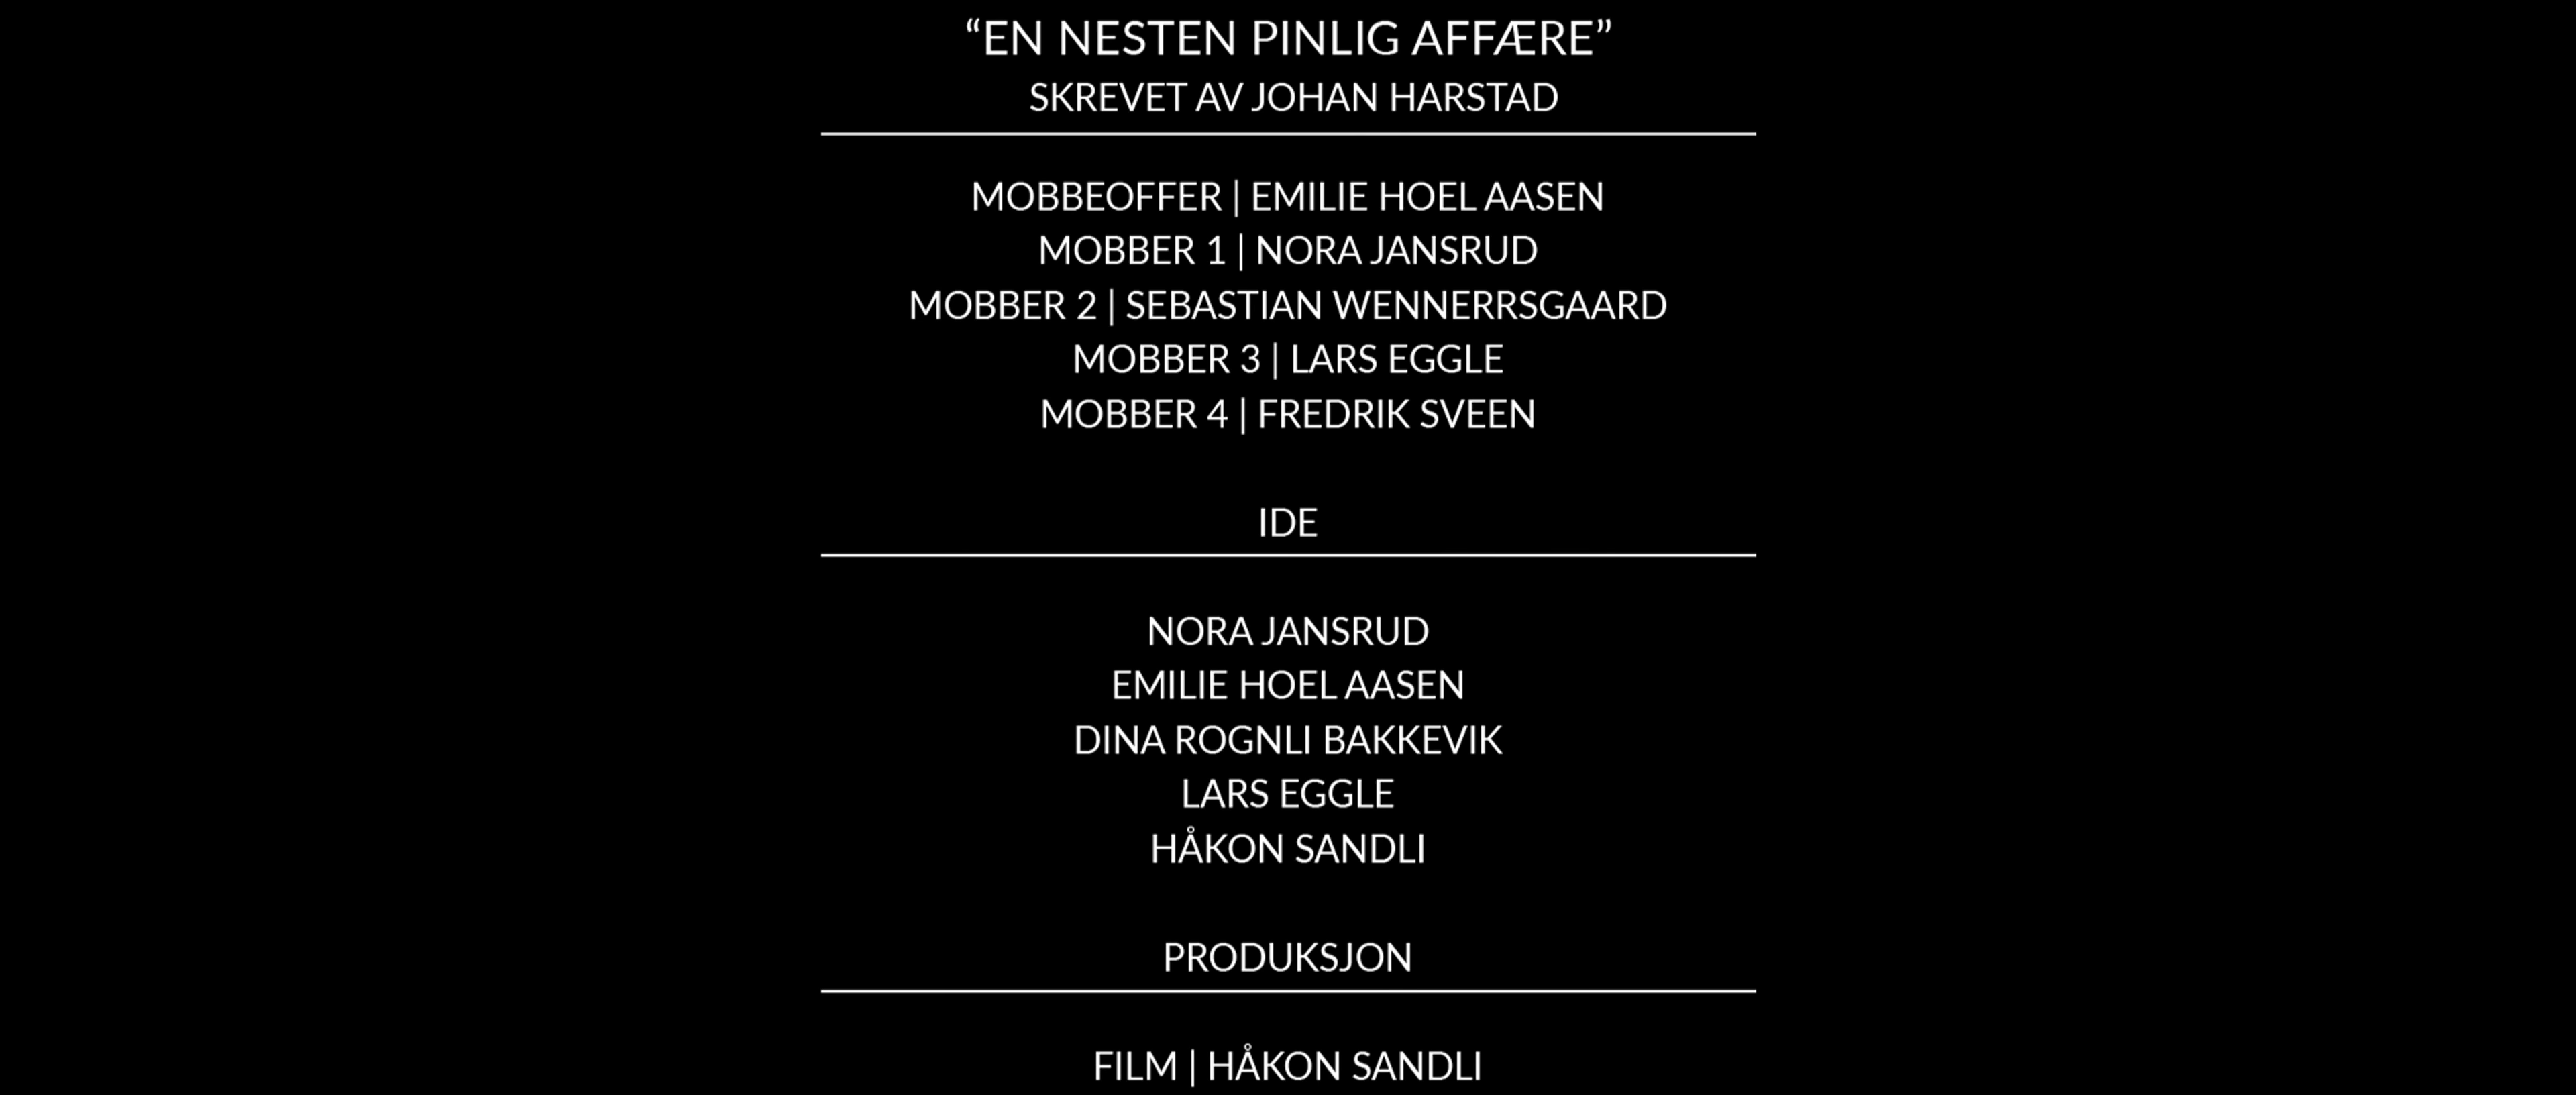 “EN NESTEN PINLIG AFFÆRE”
SKREVET AV JOHAN HARSTAD
MOBBEOFFER | EMILIE HOEL AASEN
MOBBER 1 | NORA JANSRUD
MOBBER 2 | SEBASTIAN WENNERRSGAARD
MOBBER 3 | LARS EGGLE
MOBBER 4 | FREDRIK SVEEN
IDE
NORA JANSRUD
EMILIE HOEL AASEN
DINA ROGNLI BAKKEVIK
LARS EGGLE
HÅKON SANDLI
PRODUKSJON
FILM | HÅKON SANDLI